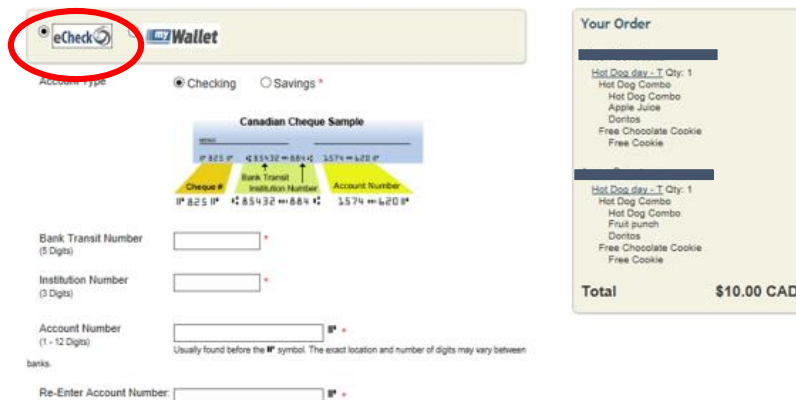 eCheck
my Wallet
Account Type
Checking Savings *
Canadian Cheque Sample
MEMO
⑈825⑈ ⑆85432⑉884⑆ 1574⑉620⑈
Cheque #
Bank Transit
Institution Number
Account Number
⑈825⑈ ⑆85432⑉884⑆ 1574⑉620⑈
Bank Transit Number *
(5 Digits)
Institution Number *
(3 Digits)
Account Number ⑈ *
(1 - 12 Digits)
Usually found before the ⑈ symbol. The exact location and number of digits may vary between
banks.
Re-Enter Account Number: ⑈ *
Your Order
Hot Dog day - T Qty: 1
Hot Dog Combo
Hot Dog Combo
Apple Juice
Doritos
Free Chocolate Cookie
Free Cookie
Hot Dog day - T Qty: 1
Hot Dog Combo
Hot Dog Combo
Fruit punch
Doritos
Free Chocolate Cookie
Free Cookie
Total $10.00 CAD